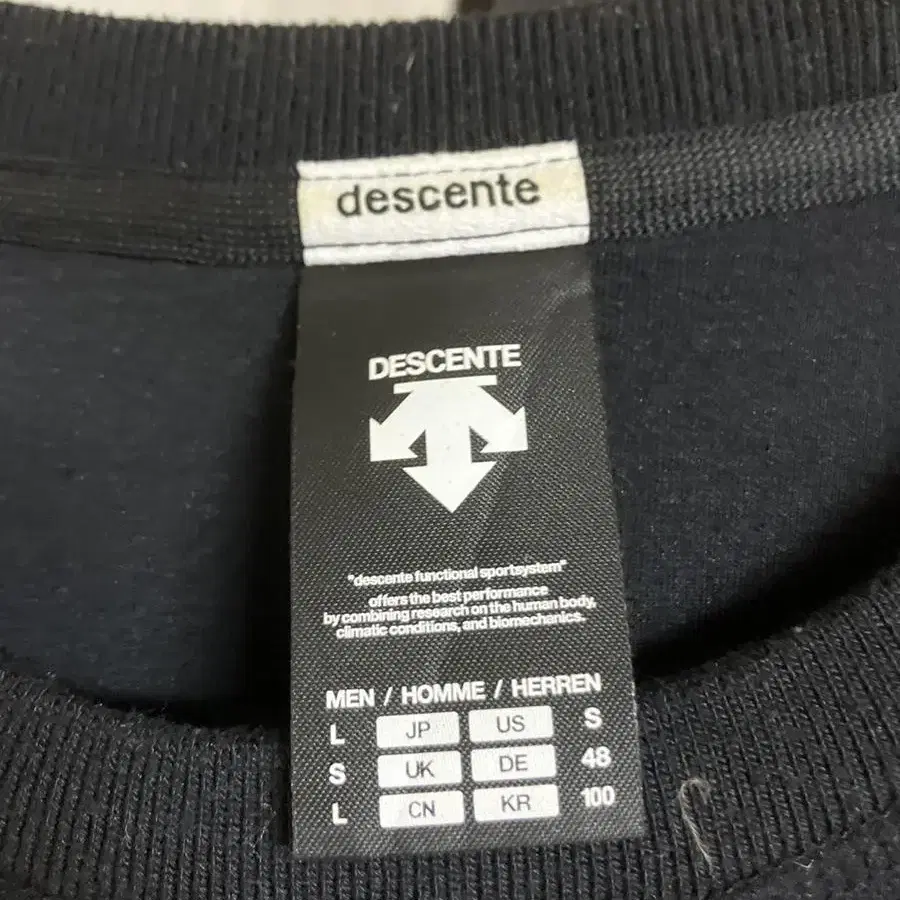 descente
DESCENTE
"descente functional sportsystem"
offers the best performance
by combining research on the human body,
climatic conditions, and biomechanics.
MEN / HOMME / HERREN
L JP US S
S UK DE 48
L CN KR 100